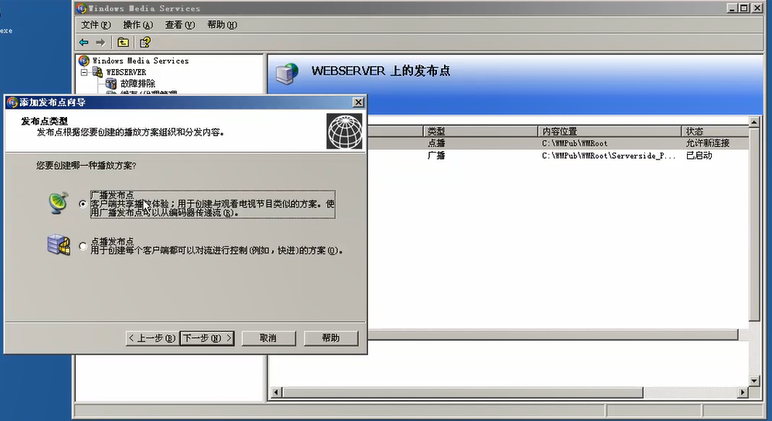 exe
Windows Media Services
文件(F) 操作(A) 查看(V) 帮助(H)
Windows Media Services
WEBSERVER
故障排除
WEBSERVER 上的发布点
类型 内容位置 状态
点播 C:\WMPub\WMRoot 允许新连接
广播 C:\WMPub\WMRoot\Serverside_P... 已启动
添加发布点向导
发布点类型
发布点根据您要创建的播放方案组织和分发内容。
您要创建哪一种播放方案?
广播发布点
客户端共享播放体验；用于创建与观看电视节目类似的方案。使
用广播发布点可以从编码器传递流(R)。
点播发布点
用于创建每个客户端都可以对流进行控制(例如，快进)的方案(O)。
< 上一步(B) 下一步(N) > 取消 帮助